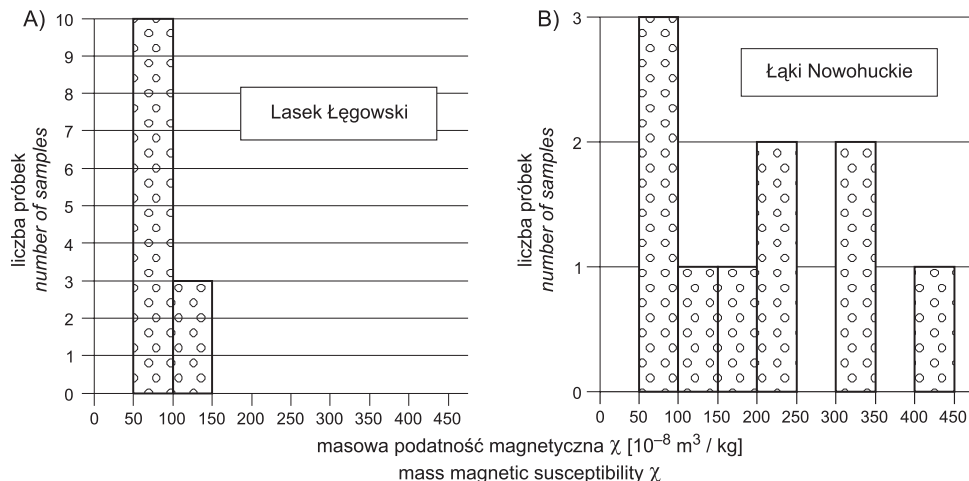 A)
10
9
8
7
6
5
4
3
2
1
0
liczba próbek
number of samples
Lasek Łęgowski
0 50 100 150 200 250 300 350 400 450
B)
3
2
1
0
liczba próbek
number of samples
Łąki Nowohuckie
0 50 100 150 200 250 300 350 400 450
masowa podatność magnetyczna χ [10⁻⁸ m³ / kg]
mass magnetic susceptibility χ